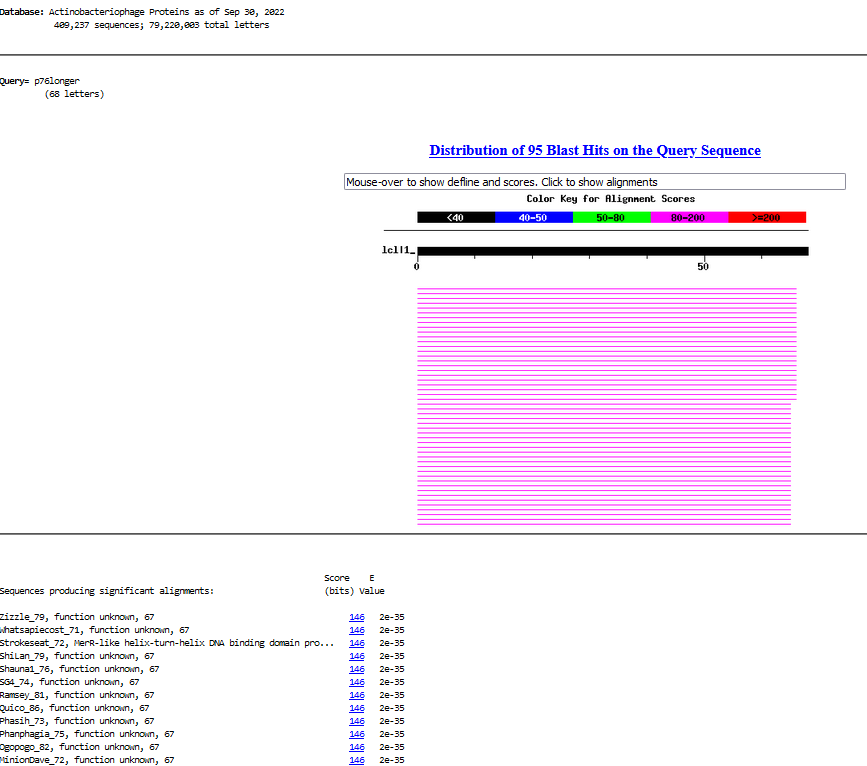 Database: Actinobacteriophage Proteins as of Sep 30, 2022
409,237 sequences; 79,220,003 total letters
Query= p76longer
(68 letters)
Distribution of 95 Blast Hits on the Query Sequence
Mouse-over to show defline and scores. Click to show alignments
Color Key for Alignment Scores
<40 40-50 50-80 80-200 >=200
lcl|1_
0 50
Score E
Sequences producing significant alignments: (bits) Value
Zizzle_79, function unknown, 67 146 2e-35
Whatsapiecost_71, function unknown, 67 146 2e-35
Strokeseat_72, MerR-like helix-turn-helix DNA binding domain pro... 146 2e-35
ShiLan_79, function unknown, 67 146 2e-35
Shauna1_76, function unknown, 67 146 2e-35
SG4_74, function unknown, 67 146 2e-35
Ramsey_81, function unknown, 67 146 2e-35
Quico_86, function unknown, 67 146 2e-35
Phasih_73, function unknown, 67 146 2e-35
Phanphagia_75, function unknown, 67 146 2e-35
Ogopogo_82, function unknown, 67 146 2e-35
MinionDave_72, function unknown, 67 146 2e-35